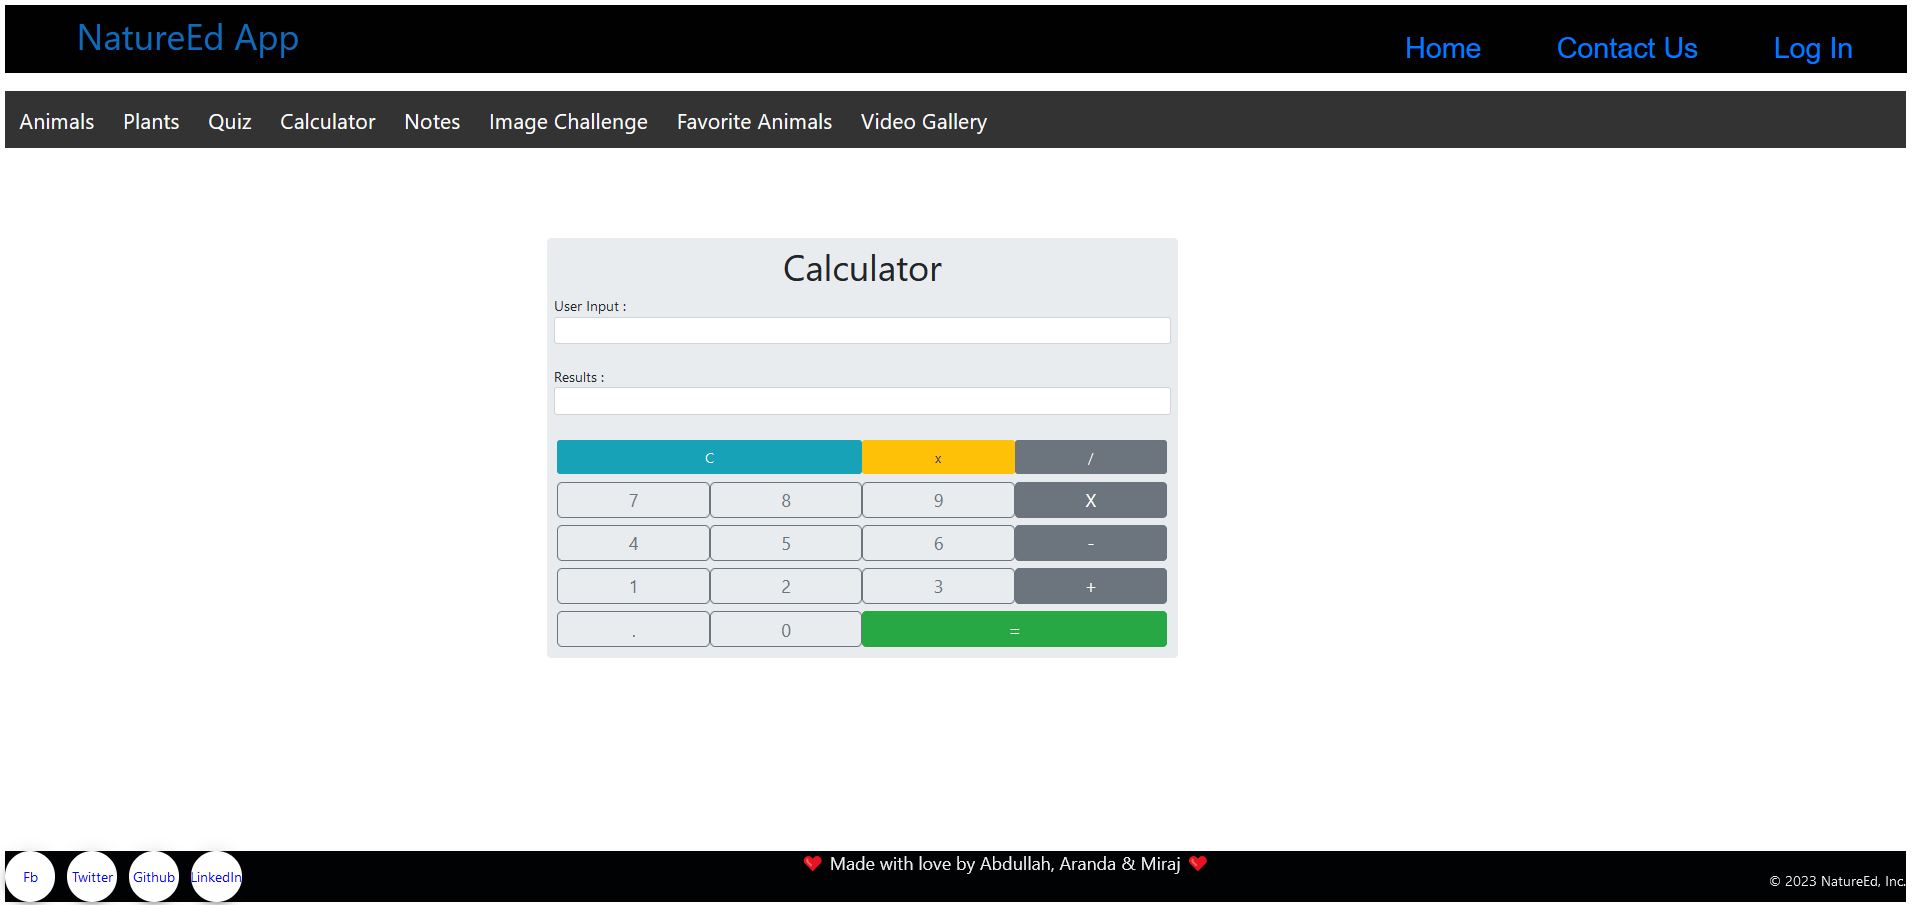 NatureEd App
Home Contact Us Log In
Animals Plants Quiz Calculator Notes Image Challenge Favorite Animals Video Gallery
Calculator
User Input :
Results :
C x /
7 8 9 X
4 5 6 -
1 2 3 +
. 0 =
Fb Twitter Github LinkedIn
❤ Made with love by Abdullah, Aranda & Miraj ❤
© 2023 NatureEd, Inc.